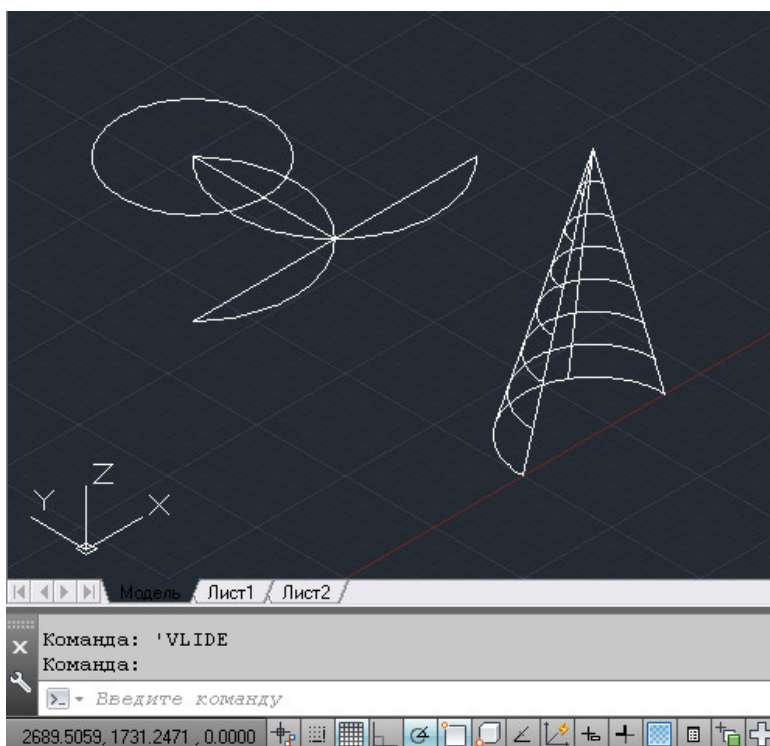 Z
Y X
Модель Лист1 Лист2
Команда: 'VLIDE
Команда:
Введите команду
2689.5059, 1731.2471 , 0.0000